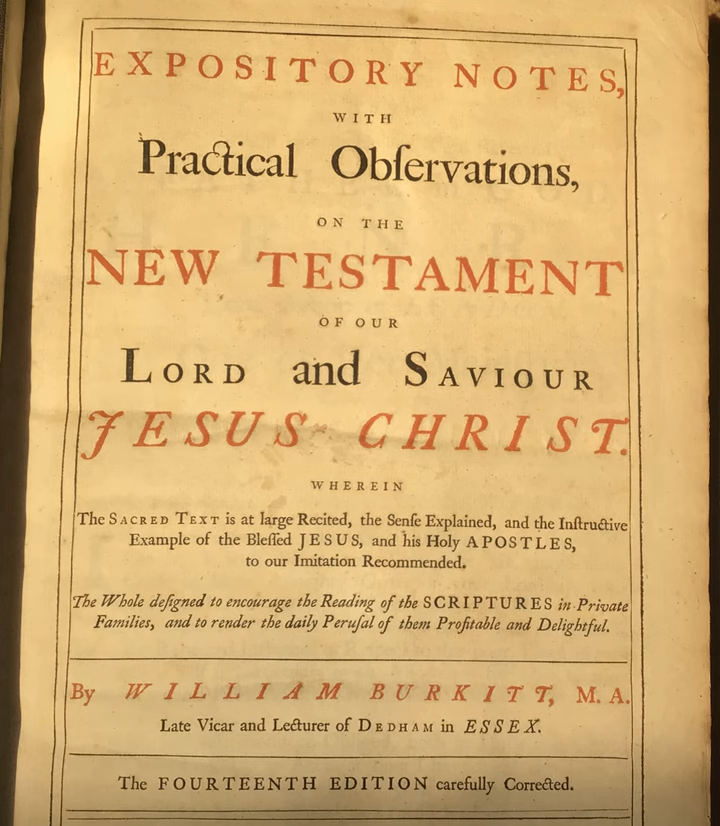 EXPOSITORY NOTES,
WITH
Practical Obſervations,
ON THE
NEW TESTAMENT
OF OUR
LORD and SAVIOUR
JESUS CHRIST.
WHEREIN
The SACRED TEXT is at large Recited, the Senſe Explained, and the Inſtructive
Example of the Bleſſed JESUS, and his Holy APOSTLES,
to our Imitation Recommended.
The Whole deſigned to encourage the Reading of the SCRIPTURES in Private
Families, and to render the daily Peruſal of them Profitable and Delightful.
By WILLIAM BURKITT, M. A.
Late Vicar and Lecturer of DEDHAM in ESSEX.
The FOURTEENTH EDITION carefully Corrected.